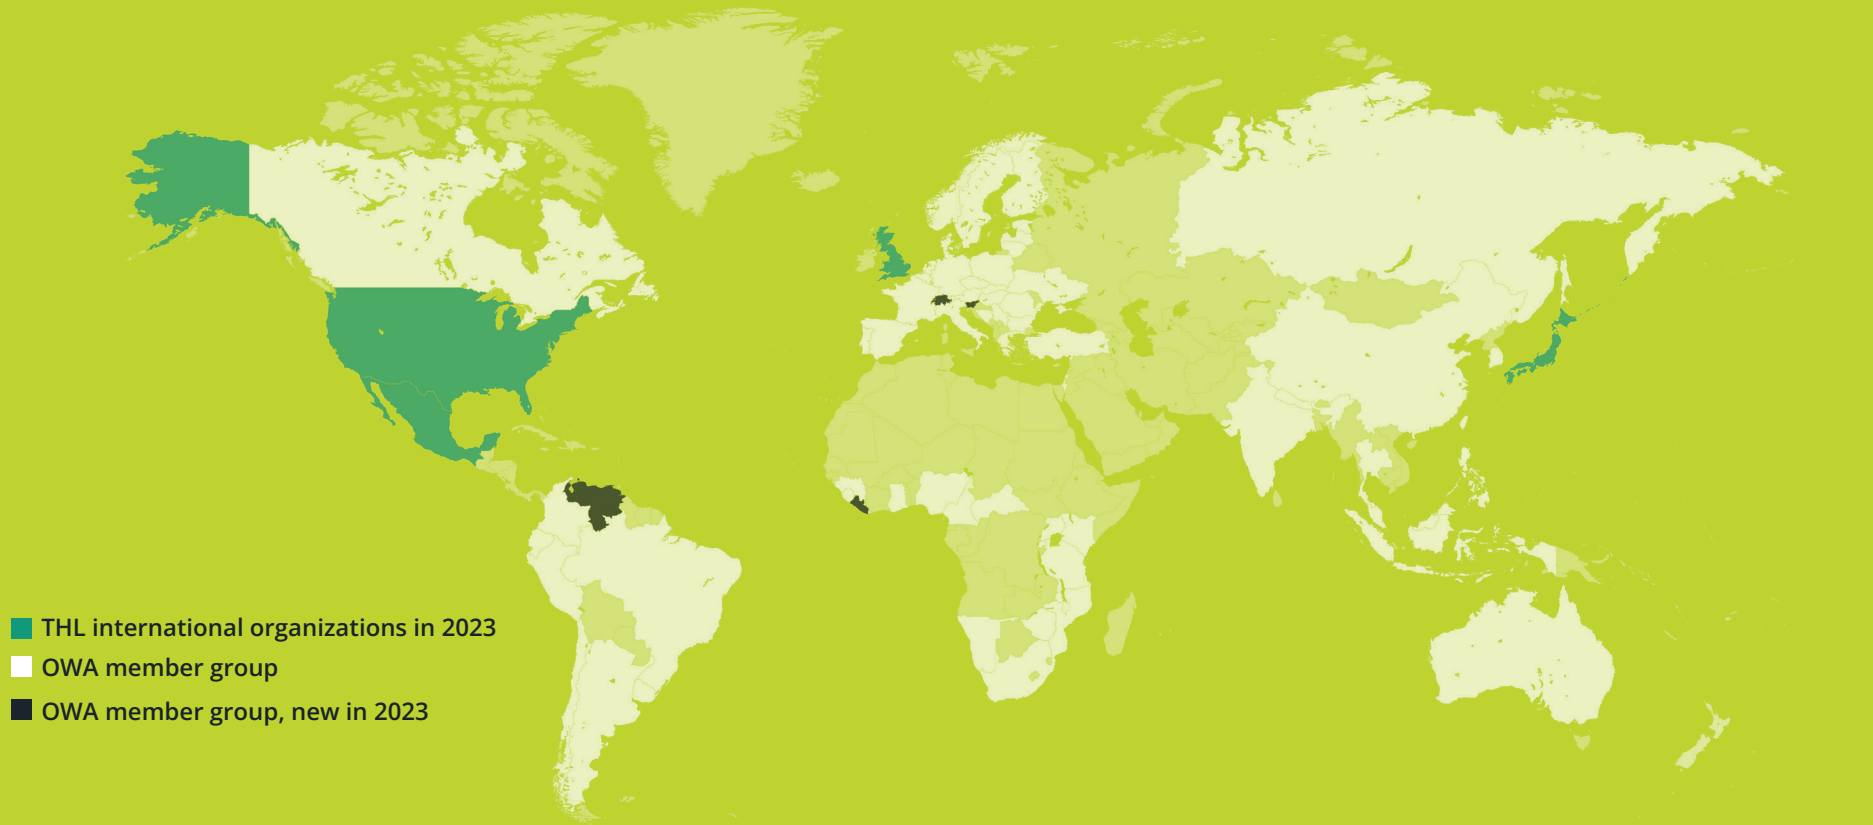 THL international organizations in 2023
OWA member group
OWA member group, new in 2023